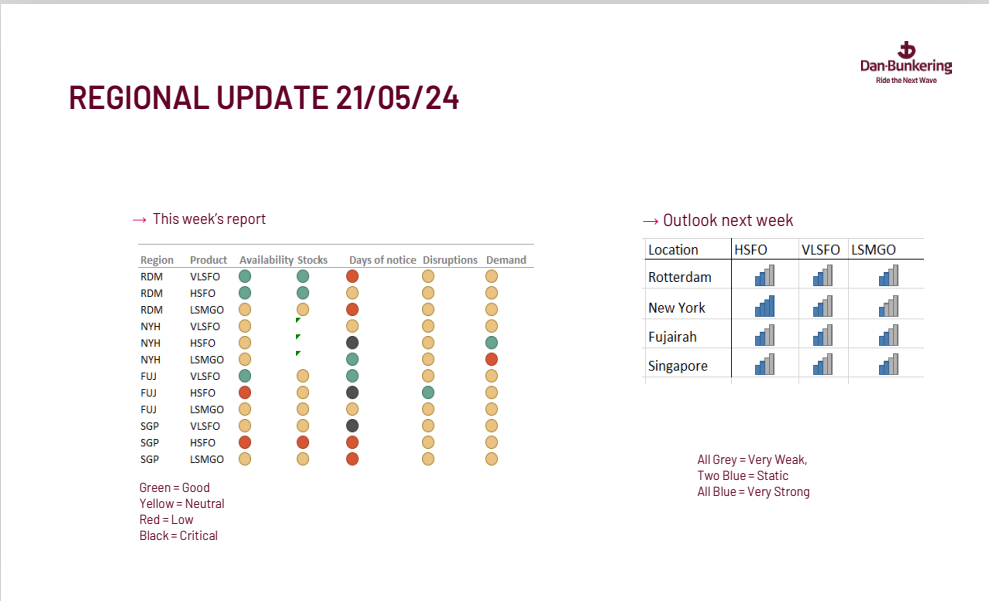 Dan-Bunkering
Ride the Next Wave
REGIONAL UPDATE 21/05/24
→ This week's report
Region Product Availability Stocks Days of notice Disruptions Demand
RDM VLSFO
RDM HSFO
RDM LSMGO
NYH VLSFO
NYH HSFO
NYH LSMGO
FUJ VLSFO
FUJ HSFO
FUJ LSMGO
SGP VLSFO
SGP HSFO
SGP LSMGO
Green = Good
Yellow = Neutral
Red = Low
Black = Critical
→ Outlook next week
Location HSFO VLSFO LSMGO
Rotterdam
New York
Fujairah
Singapore
All Grey = Very Weak,
Two Blue = Static
All Blue = Very Strong